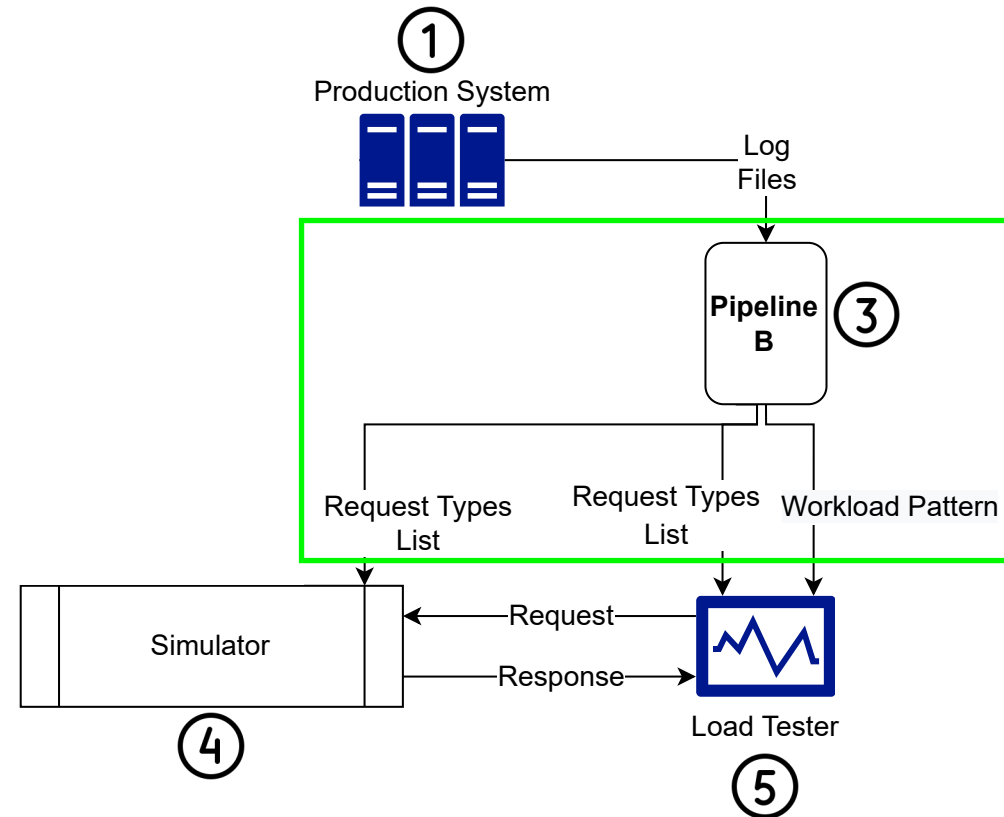 1
Production System
Log
Files
Pipeline
B
3
Request Types
List
Request Types
List
Workload Pattern
Simulator
Request
Response
Load Tester
4
5